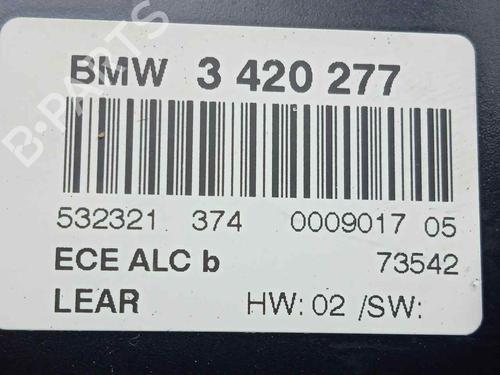 BMW 3 420 277
532321 374 0009017 05
ECE ALC b 73542
LEAR HW: 02 /SW:
B-PARTS